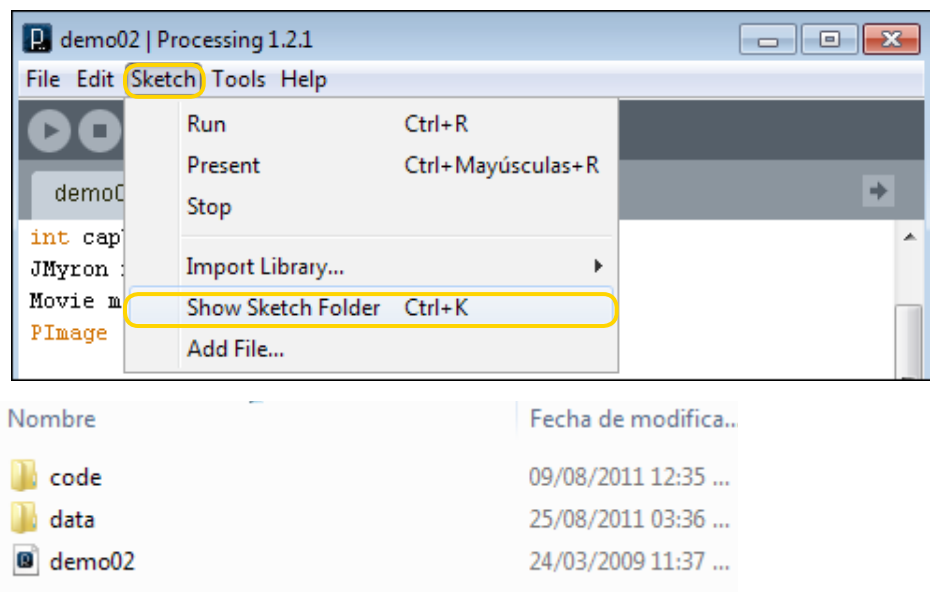 demo02 | Processing 1.2.1
File Edit Sketch Tools Help
Run Ctrl+R
Present Ctrl+Mayúsculas+R
Stop
Import Library...
Show Sketch Folder Ctrl+K
Add File...
int
JMyron
Movie
PImage
Nombre Fecha de modifica...
code 09/08/2011 12:35 ...
data 25/08/2011 03:36 ...
demo02 24/03/2009 11:37 ...